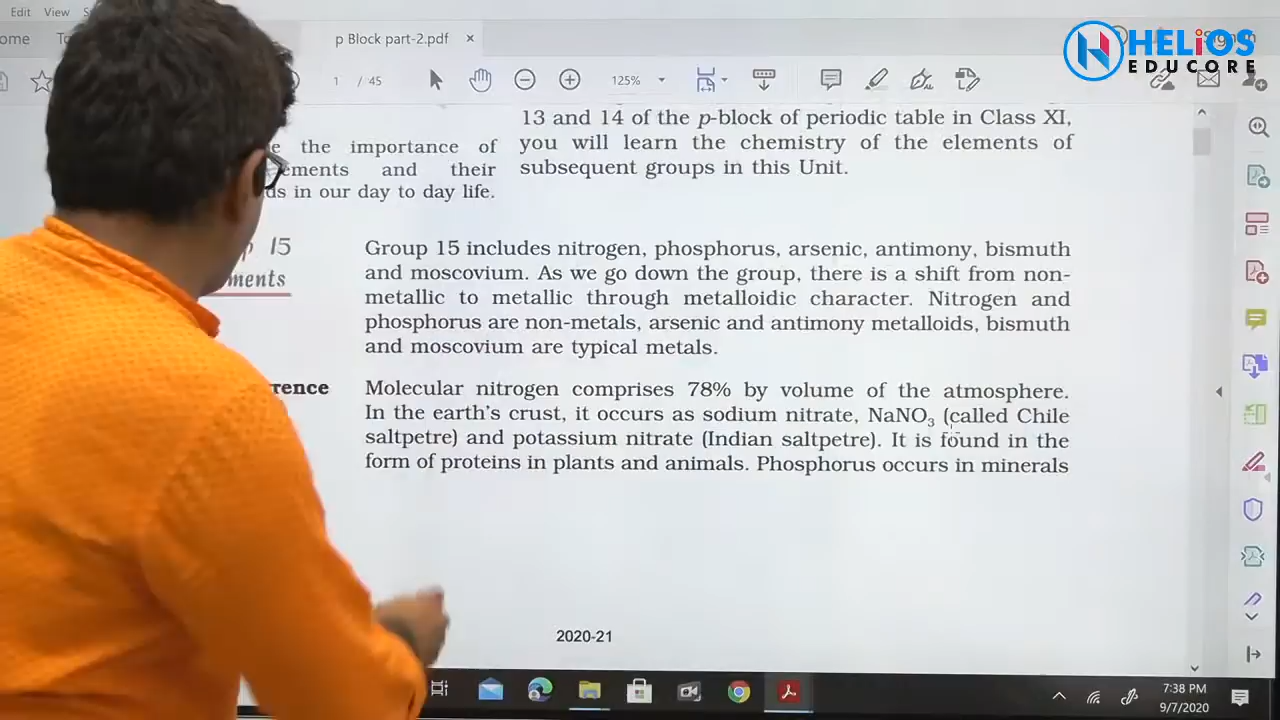 Edit View
HELiOS
EDUCORE
p Block part-2.pdf ×
1 / 45
125%
13 and 14 of the p-block of periodic table in Class XI,
the importance of you will learn the chemistry of the elements of
and their subsequent groups in this Unit.
in our day to day life.
15 Group 15 includes nitrogen, phosphorus, arsenic, antimony, bismuth
and moscovium. As we go down the group, there is a shift from non-
metallic to metallic through metalloidic character. Nitrogen and
phosphorus are non-metals, arsenic and antimony metalloids, bismuth
and moscovium are typical metals.
Molecular nitrogen comprises 78% by volume of the atmosphere.
In the earth's crust, it occurs as sodium nitrate, NaNO₃ (called Chile
saltpetre) and potassium nitrate (Indian saltpetre). It is found in the
form of proteins in plants and animals. Phosphorus occurs in minerals
2020-21
7:38 PM
9/7/2020